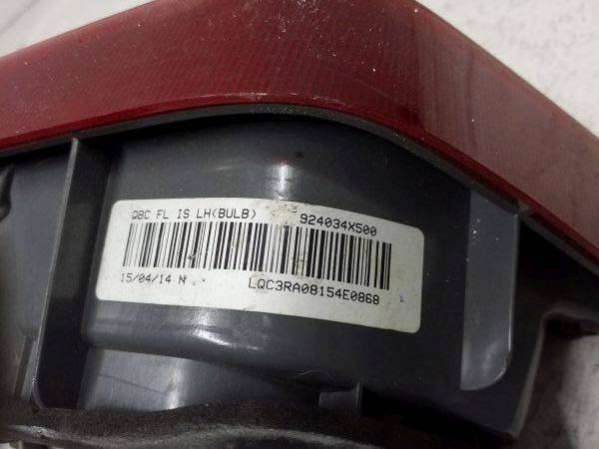 QBC FL IS LH(BULB) 924034X500
15/04/14 N LQC3RA08154E0868